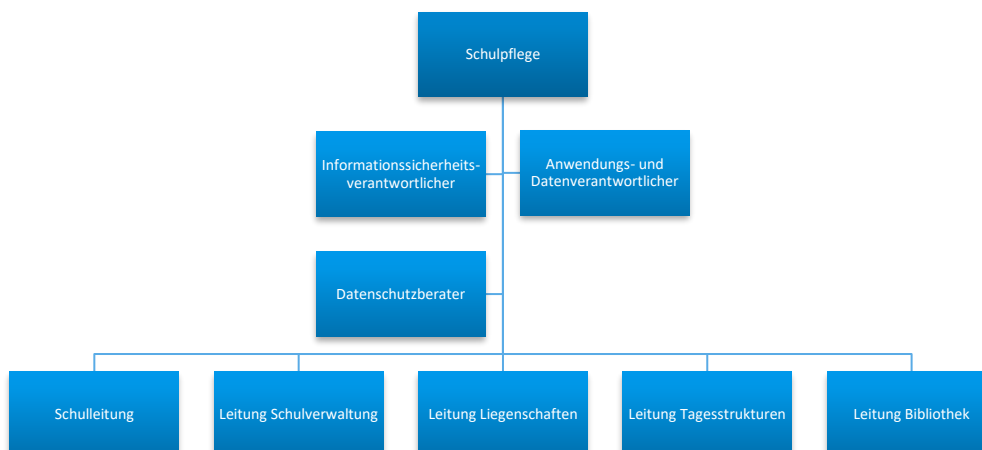 Schulpflege
Informationssicherheits-
verantwortlicher
Anwendungs- und
Datenverantwortlicher
Datenschutzberater
Schulleitung
Leitung Schulverwaltung
Leitung Liegenschaften
Leitung Tagesstrukturen
Leitung Bibliothek